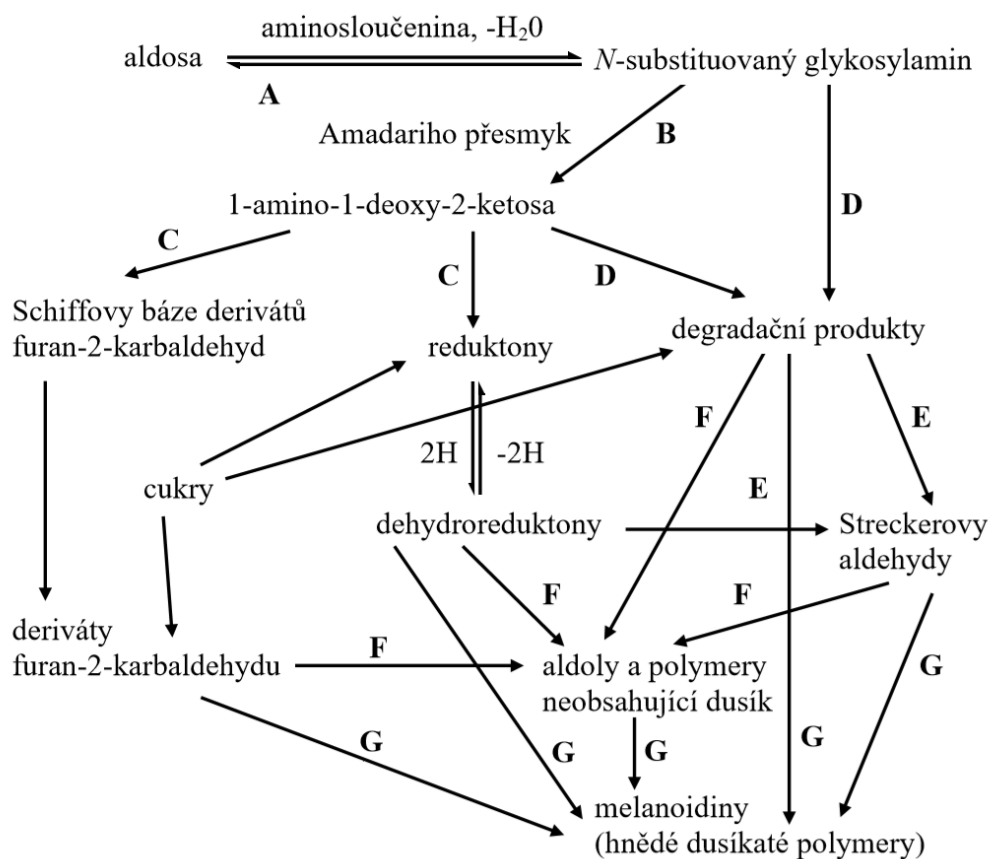 aminosloučenina, -H₂0
aldosa
N-substituovaný glykosylamin
A
Amadariho přesmyk
B
1-amino-1-deoxy-2-ketosa
D
C
C
D
Schiffovy báze derivátů
furan-2-karbaldehyd
reduktony
degradační produkty
F
E
2H
-2H
cukry
E
dehydroreduktony
Streckerovy
aldehydy
F
F
deriváty
furan-2-karbaldehydu
F
aldoly a polymery
neobsahující dusík
G
G
G
G
G
melanoidiny
(hnědé dusíkaté polymery)